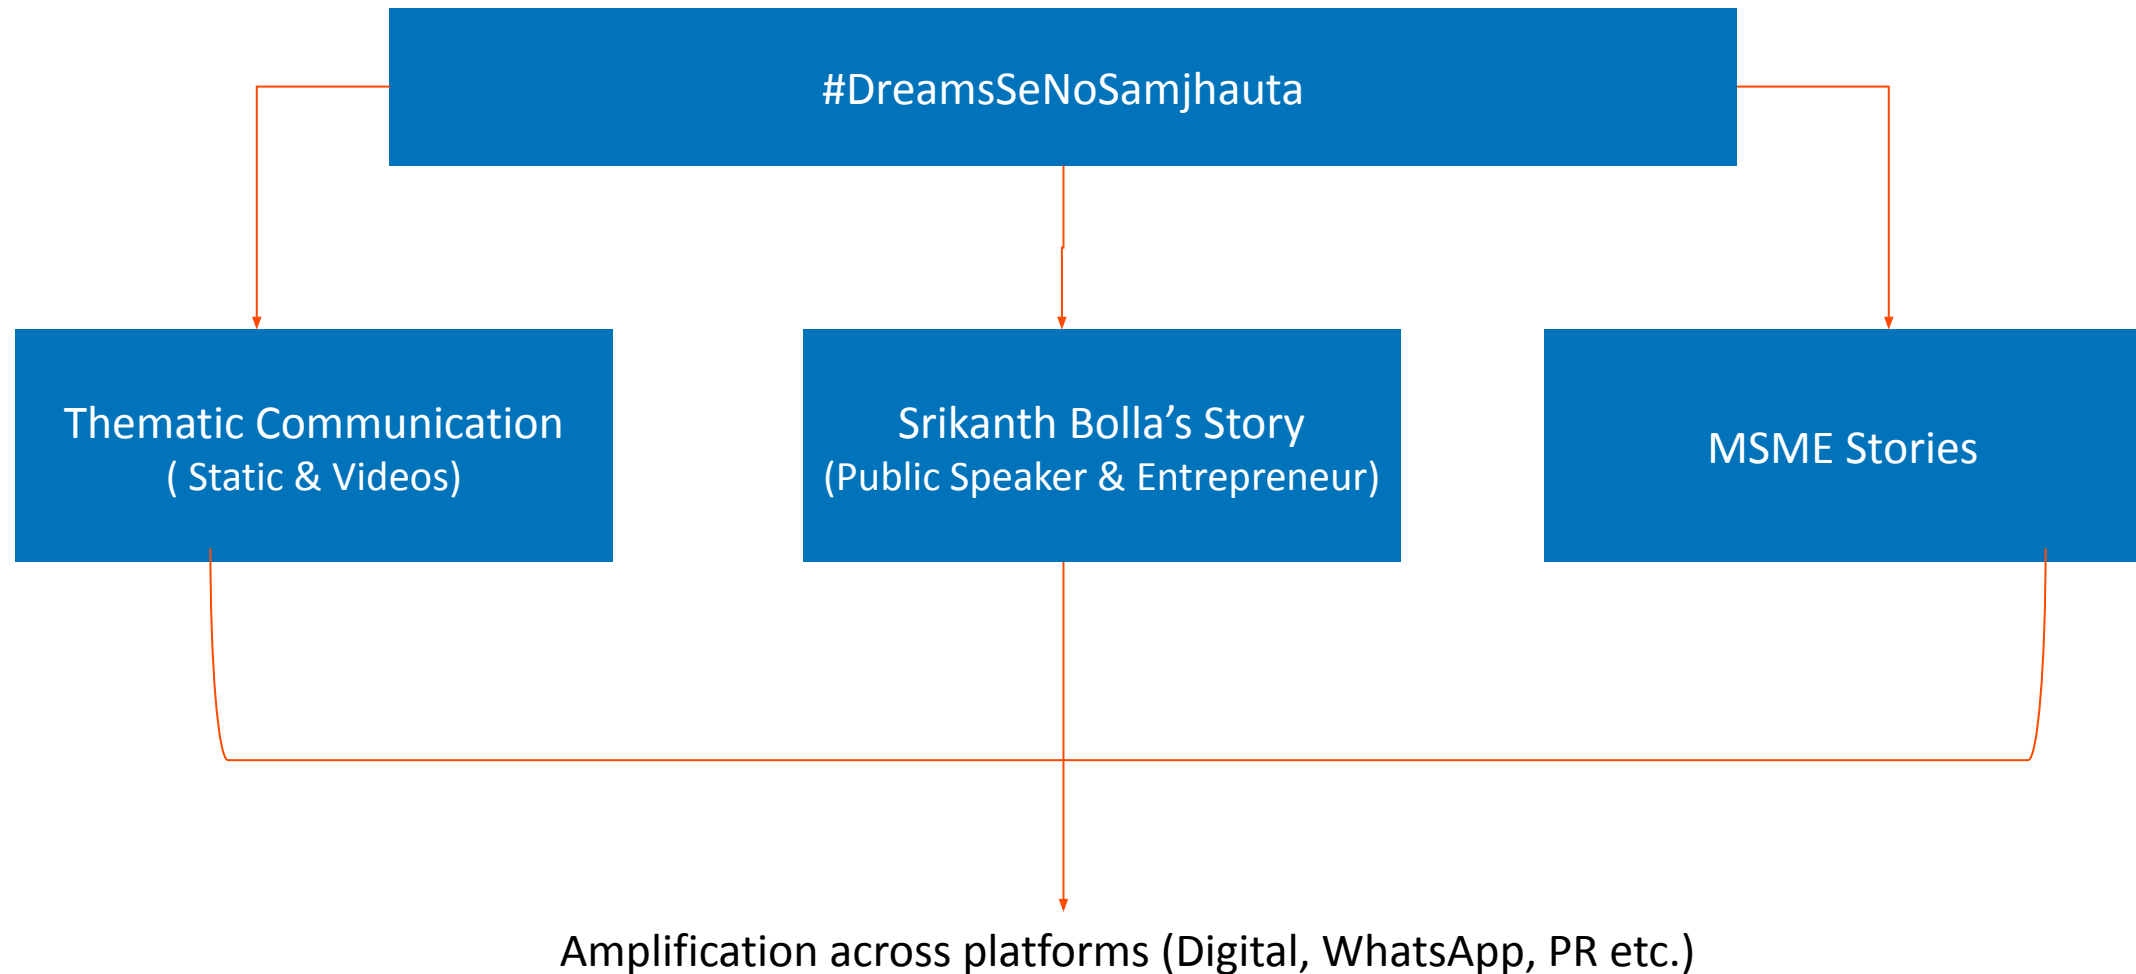 #DreamsSeNoSamjhauta
Thematic Communication
( Static & Videos)
Srikanth Bolla’s Story
(Public Speaker & Entrepreneur)
MSME Stories
Amplification across platforms (Digital, WhatsApp, PR etc.)